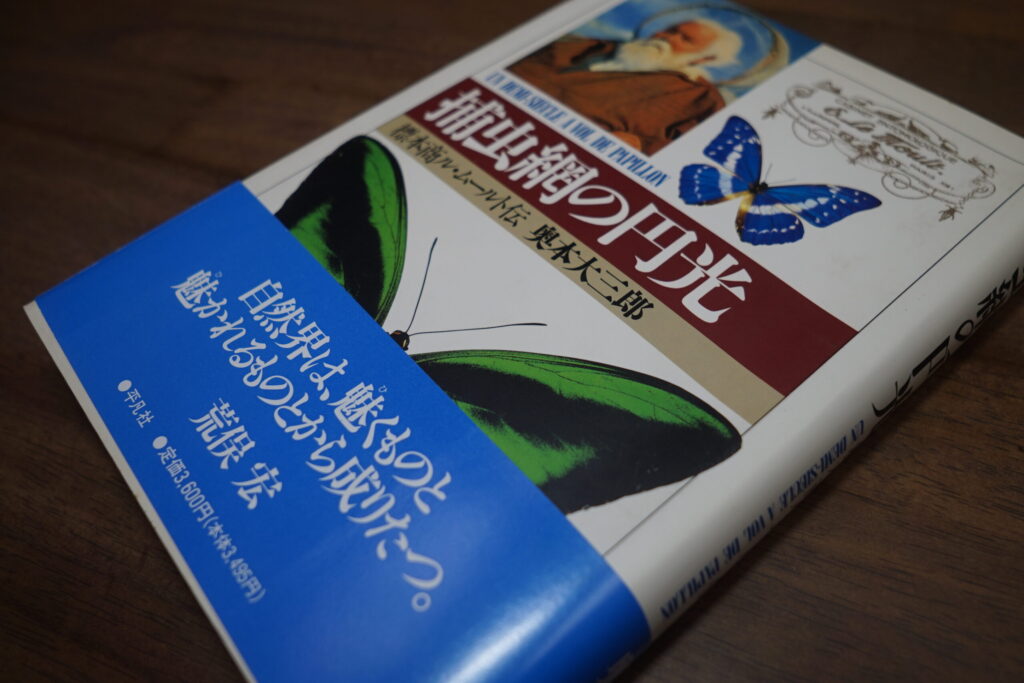 UN DEMI-SIECLE A VOL DE PAPILLON
捕虫網の円光
標本商ル・ムールト伝 奥本大三郎
自然界は、魅くものと
魅かれるものとから成りたつ。
荒俣 宏
●平凡社 ●定価3,600円(本体3,495円)
UN DEMI-SIECLE A VOL DE PAPILLON